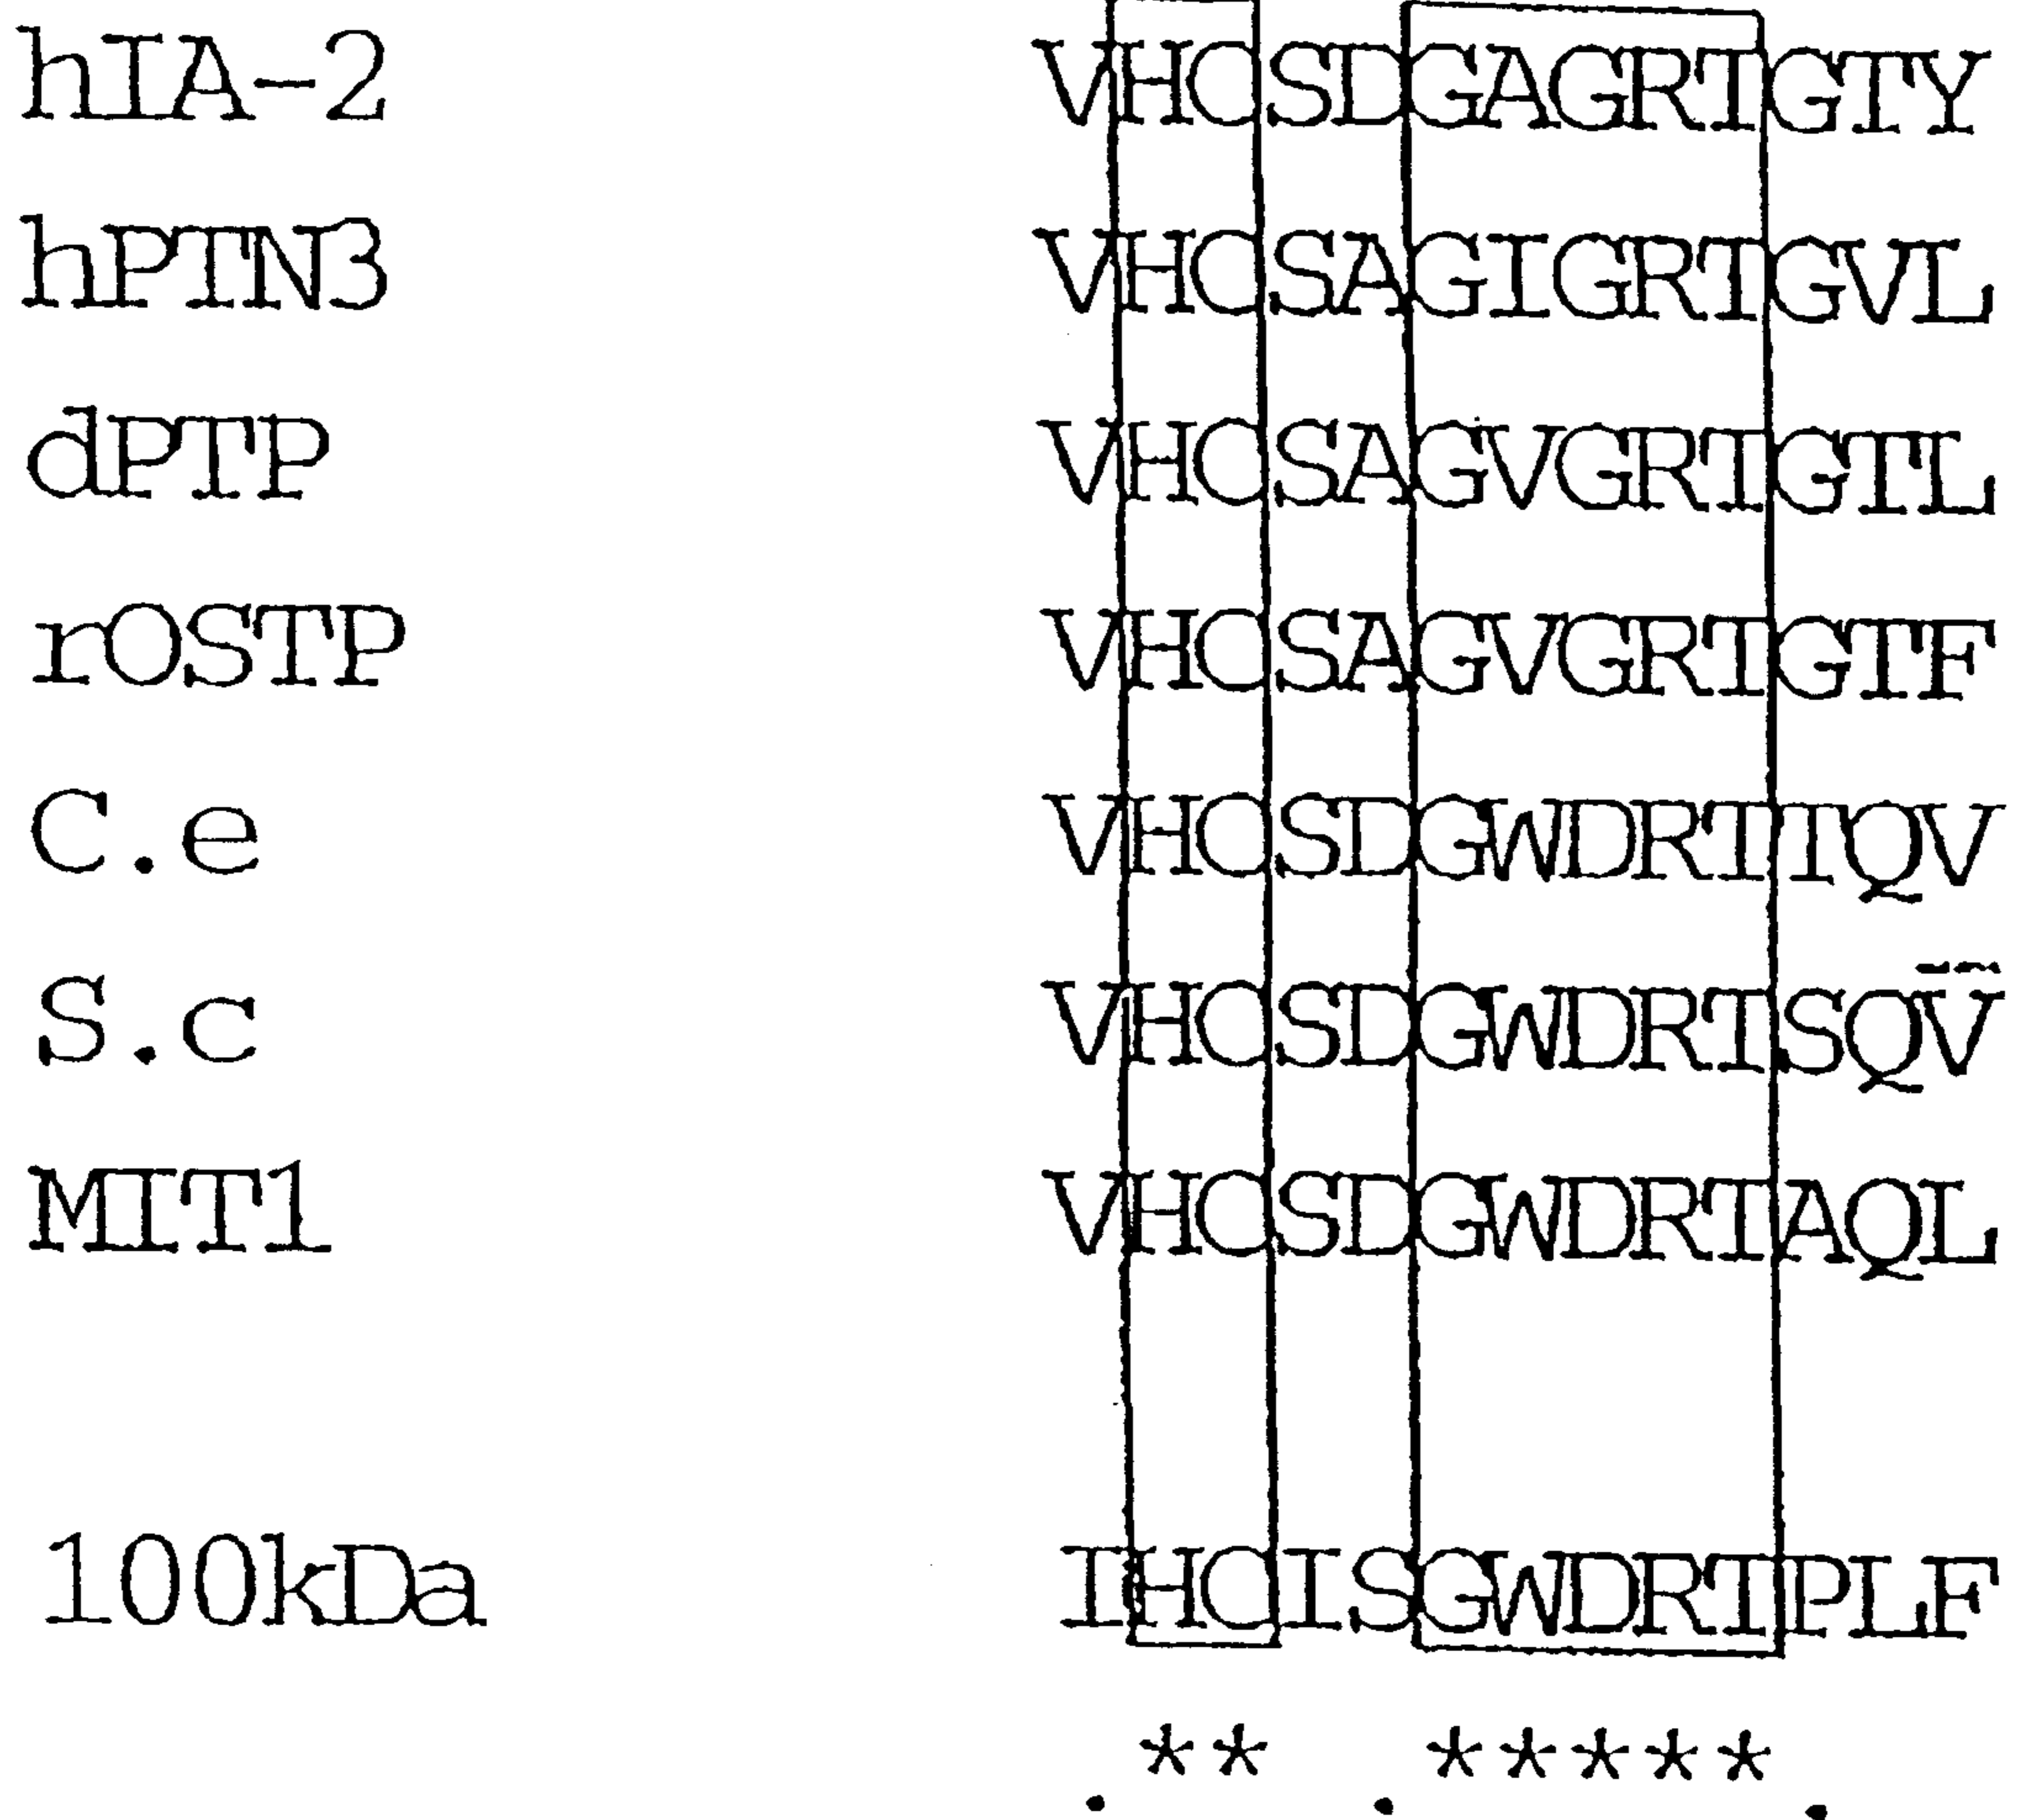 hIA-2 VHCSDGAGRTGTY
hPTN3 VHCSAGIGRTGVL
dPTP VHCSAGVGRTGTL
rOSTP VHCSAGVGRTGTF
C.e VHCSDGWDRTTQV
S.c VHCSDGWDRTSQV
MIT1 VHCSDGWDRTAQL
100kDa IHCISGWDRTPLF
.** .*****.